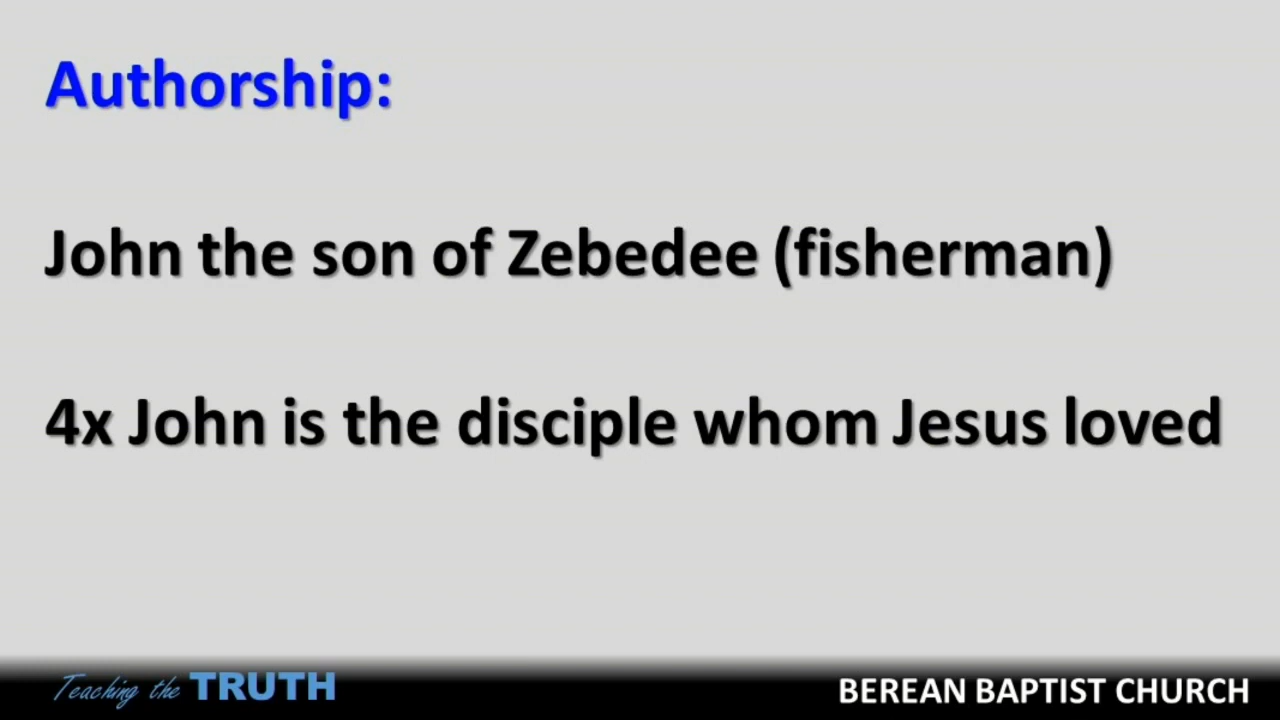 Authorship:
John the son of Zebedee (fisherman)
4x John is the disciple whom Jesus loved
Teaching the TRUTH
BEREAN BAPTIST CHURCH